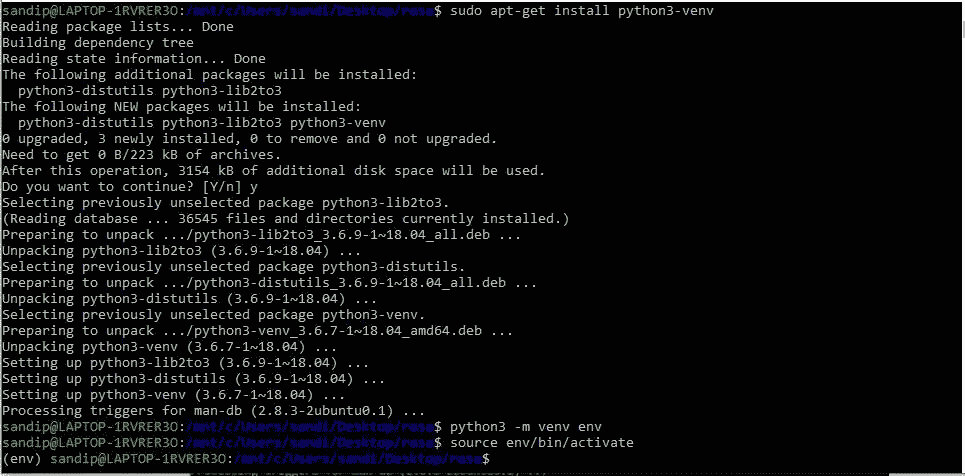 sandip@LAPTOP-1RVRER3O:/mnt/c/Users/sandi/Desktop/rasa$ sudo apt-get install python3-venv
Reading package lists... Done
Building dependency tree
Reading state information... Done
The following additional packages will be installed:
  python3-distutils python3-lib2to3
The following NEW packages will be installed:
  python3-distutils python3-lib2to3 python3-venv
0 upgraded, 3 newly installed, 0 to remove and 0 not upgraded.
Need to get 0 B/223 kB of archives.
After this operation, 3154 kB of additional disk space will be used.
Do you want to continue? [Y/n] y
Selecting previously unselected package python3-lib2to3.
(Reading database ... 36545 files and directories currently installed.)
Preparing to unpack .../python3-lib2to3_3.6.9-1~18.04_all.deb ...
Unpacking python3-lib2to3 (3.6.9-1~18.04) ...
Selecting previously unselected package python3-distutils.
Preparing to unpack .../python3-distutils_3.6.9-1~18.04_all.deb ...
Unpacking python3-distutils (3.6.9-1~18.04) ...
Selecting previously unselected package python3-venv.
Preparing to unpack .../python3-venv_3.6.7-1~18.04_amd64.deb ...
Unpacking python3-venv (3.6.7-1~18.04) ...
Setting up python3-lib2to3 (3.6.9-1~18.04) ...
Setting up python3-distutils (3.6.9-1~18.04) ...
Setting up python3-venv (3.6.7-1~18.04) ...
Processing triggers for man-db (2.8.3-2ubuntu0.1) ...
sandip@LAPTOP-1RVRER3O:/mnt/c/Users/sandi/Desktop/rasa$ python3 -m venv env
sandip@LAPTOP-1RVRER3O:/mnt/c/Users/sandi/Desktop/rasa$ source env/bin/activate
(env) sandip@LAPTOP-1RVRER3O:/mnt/c/Users/sandi/Desktop/rasa$